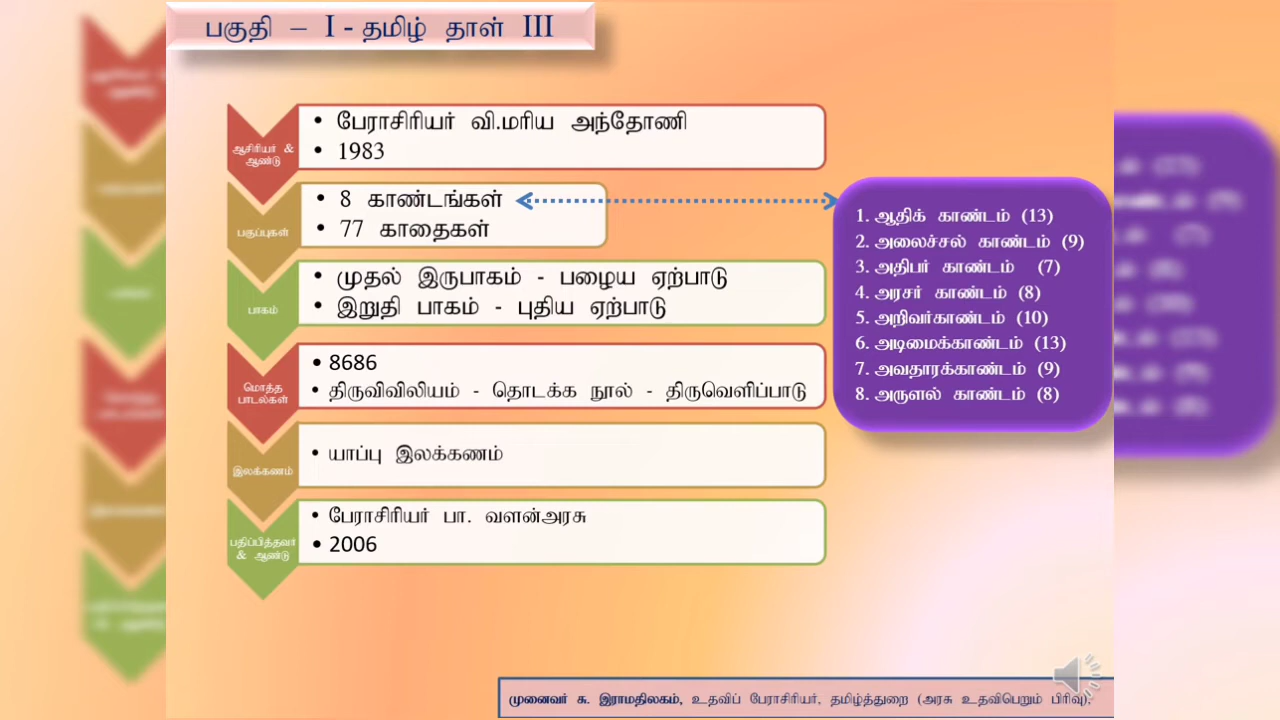 பகுதி – I - தமிழ் தாள் III
ஆசிரியர் &
ஆண்டு
• பேராசிரியர் வி.மரிய அந்தோணி
• 1983
பகுப்புகள்
• 8 காண்டங்கள்
• 77 காதைகள்
பாகம்
• முதல் இருபாகம் - பழைய ஏற்பாடு
• இறுதி பாகம் - புதிய ஏற்பாடு
மொத்த
பாடல்கள்
• 8686
• திருவிவிலியம் - தொடக்க நூல் - திருவெளிப்பாடு
இலக்கணம்
• யாப்பு இலக்கணம்
பதிப்பித்தவர்
& ஆண்டு
• பேராசிரியர் பா. வளன்அரசு
• 2006
1. ஆதிக் காண்டம் (13)
2. அலைச்சல் காண்டம் (9)
3. அதிபர் காண்டம் (7)
4. அரசர் காண்டம் (8)
5. அறிவர்காண்டம் (10)
6. அடிமைக்காண்டம் (13)
7. அவதாரக்காண்டம் (9)
8. அருளல் காண்டம் (8)
முனைவர் சு. இராமதிலகம், உதவிப் பேராசிரியர், தமிழ்த்துறை (அரசு உதவிபெறும் பிரிவு),